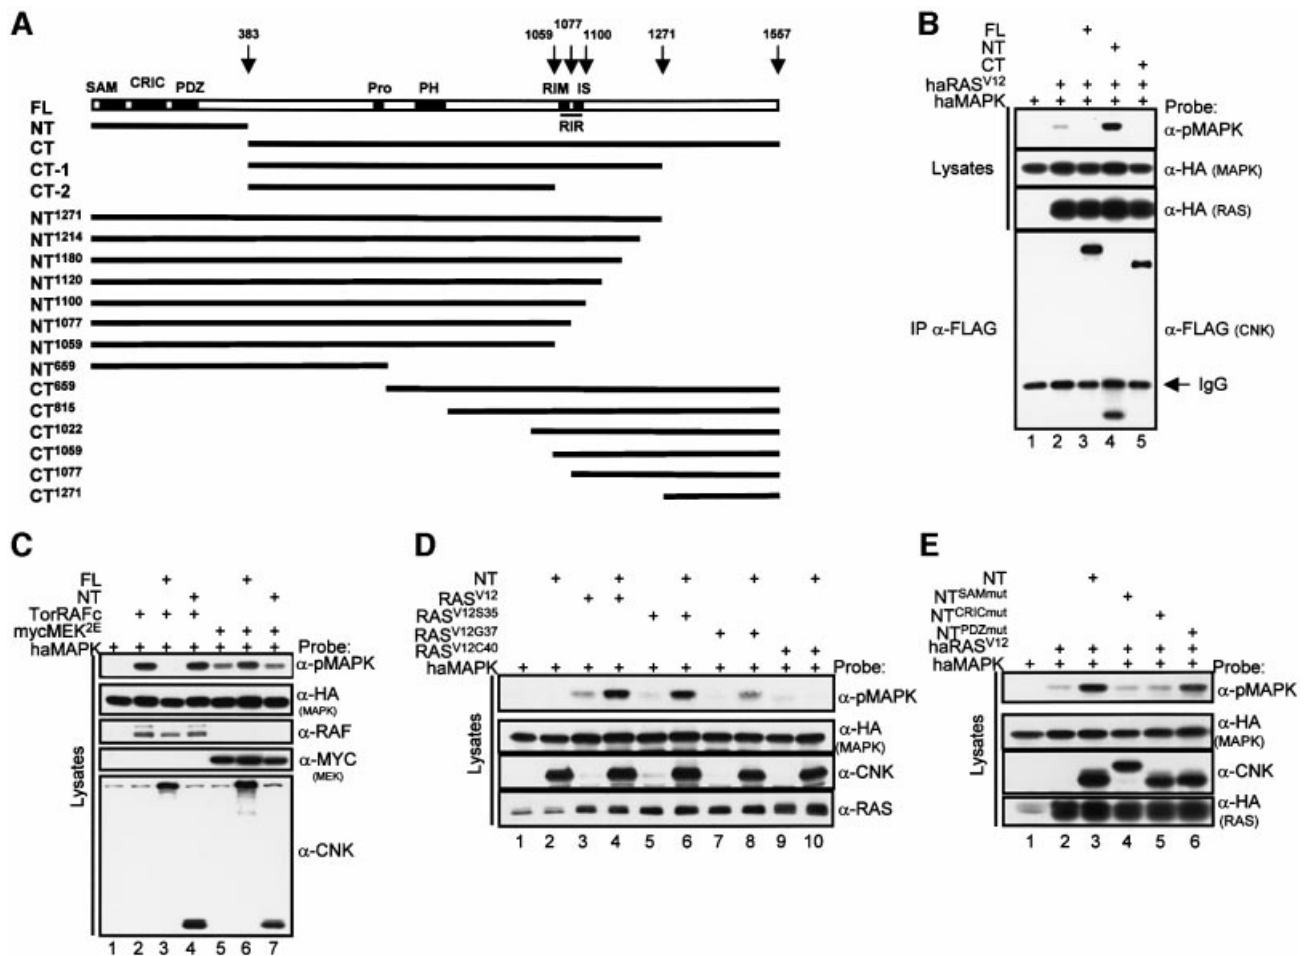 A
383
1059
1077
1100
1271
1557
SAM
CRIC
PDZ
Pro
PH
RIM
IS
FL
RIR
NT
CT
CT-1
CT-2
NT1271
NT1214
NT1180
NT1120
NT1100
NT1077
NT1059
NT659
CT659
CT815
CT1022
CT1059
CT1077
CT1271
B
FL +
NT +
CT +
haRASV12 + + + +
haMAPK + + + + +
Probe:
α-pMAPK
Lysates
α-HA (MAPK)
α-HA (RAS)
IP α-FLAG
α-FLAG (CNK)
IgG
1 2 3 4 5
C
FL + +
NT + +
TorRAFc + + +
mycMEK2E + + +
haMAPK + + + + + + +
Probe:
α-pMAPK
α-HA
(MAPK)
α-RAF
α-MYC
(MEK)
Lysates
α-CNK
1 2 3 4 5 6 7
D
NT + + + + +
RASV12 + +
RASV12S35 + +
RASV12G37 + +
RASV12C40 + +
haMAPK + + + + + + + + + +
Probe:
α-pMAPK
Lysates
α-HA
(MAPK)
α-CNK
α-RAS
1 2 3 4 5 6 7 8 9 10
E
NT +
NTSAMmut +
NTCRICmut +
NTPDZmut +
haRASV12 + + + + +
haMAPK + + + + + +
Probe:
α-pMAPK
Lysates
α-HA
(MAPK)
α-CNK
α-HA
(RAS)
1 2 3 4 5 6